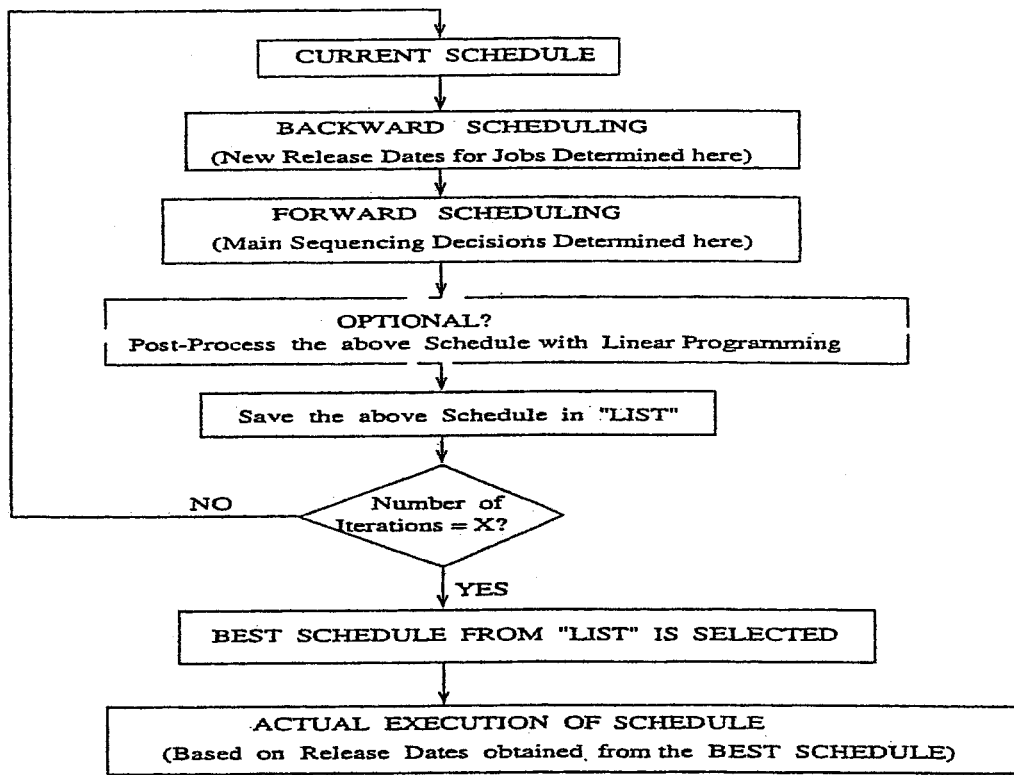 CURRENT SCHEDULE
BACKWARD SCHEDULING
(New Release Dates for Jobs Determined here)
FORWARD SCHEDULING
(Main Sequencing Decisions Determined here)
OPTIONAL?
Post-Process the above Schedule with Linear Programming
Save the above Schedule in "LIST"
NO
Number of
Iterations = X?
YES
BEST SCHEDULE FROM "LIST" IS SELECTED
ACTUAL EXECUTION OF SCHEDULE
(Based on Release Dates obtained from the BEST SCHEDULE)